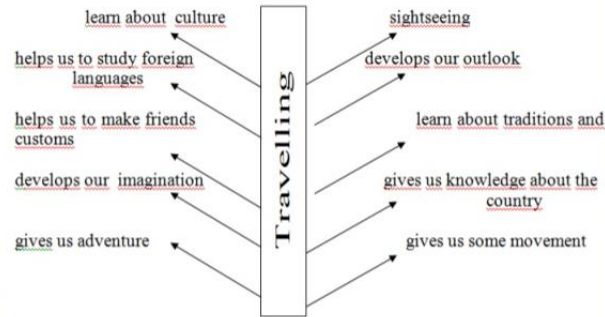 learn about culture
sightseeing
helps us to study foreign
languages
develops our outlook
helps us to make friends
customs
learn about traditions and
Travelling
develops our imagination
gives us knowledge about the
country
gives us adventure
gives us some movement